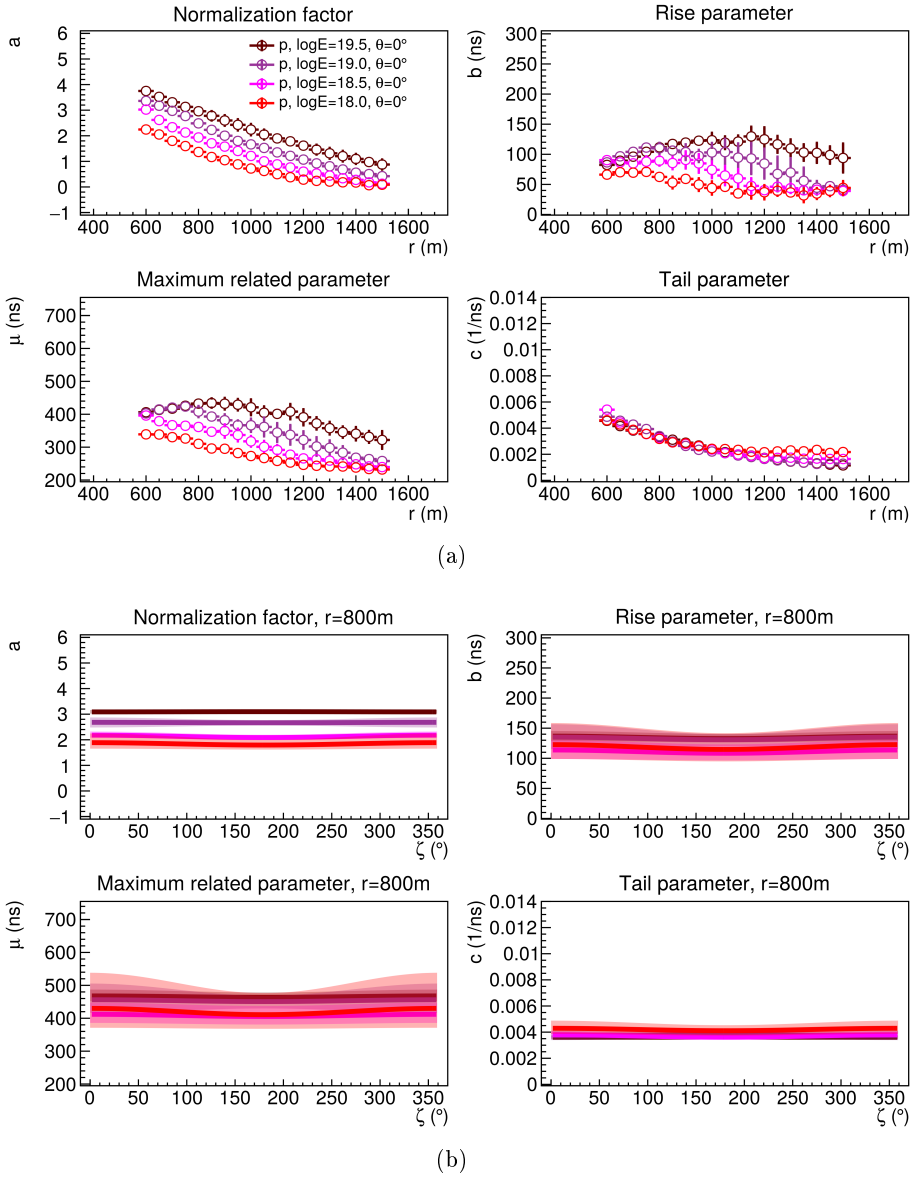 Normalization factor
a
6
5
4
3
2
1
0
−1
p, logE=19.5, θ=0°
p, logE=19.0, θ=0°
p, logE=18.5, θ=0°
p, logE=18.0, θ=0°
400 600 800 1000 1200 1400 1600
r (m)
Rise parameter
b (ns)
300
250
200
150
100
50
0
400 600 800 1000 1200 1400 1600
r (m)
Maximum related parameter
μ (ns)
700
600
500
400
300
200
400 600 800 1000 1200 1400 1600
r (m)
Tail parameter
c (1/ns)
0.014
0.012
0.01
0.008
0.006
0.004
0.002
0
400 600 800 1000 1200 1400 1600
r (m)
(a)
Normalization factor, r=800m
a
6
5
4
3
2
1
0
−1
0 50 100 150 200 250 300 350
ζ (°)
Rise parameter, r=800m
b (ns)
300
250
200
150
100
50
0
0 50 100 150 200 250 300 350
ζ (°)
Maximum related parameter, r=800m
μ (ns)
700
600
500
400
300
200
0 50 100 150 200 250 300 350
ζ (°)
Tail parameter, r=800m
c (1/ns)
0.014
0.012
0.01
0.008
0.006
0.004
0.002
0
0 50 100 150 200 250 300 350
ζ (°)
(b)